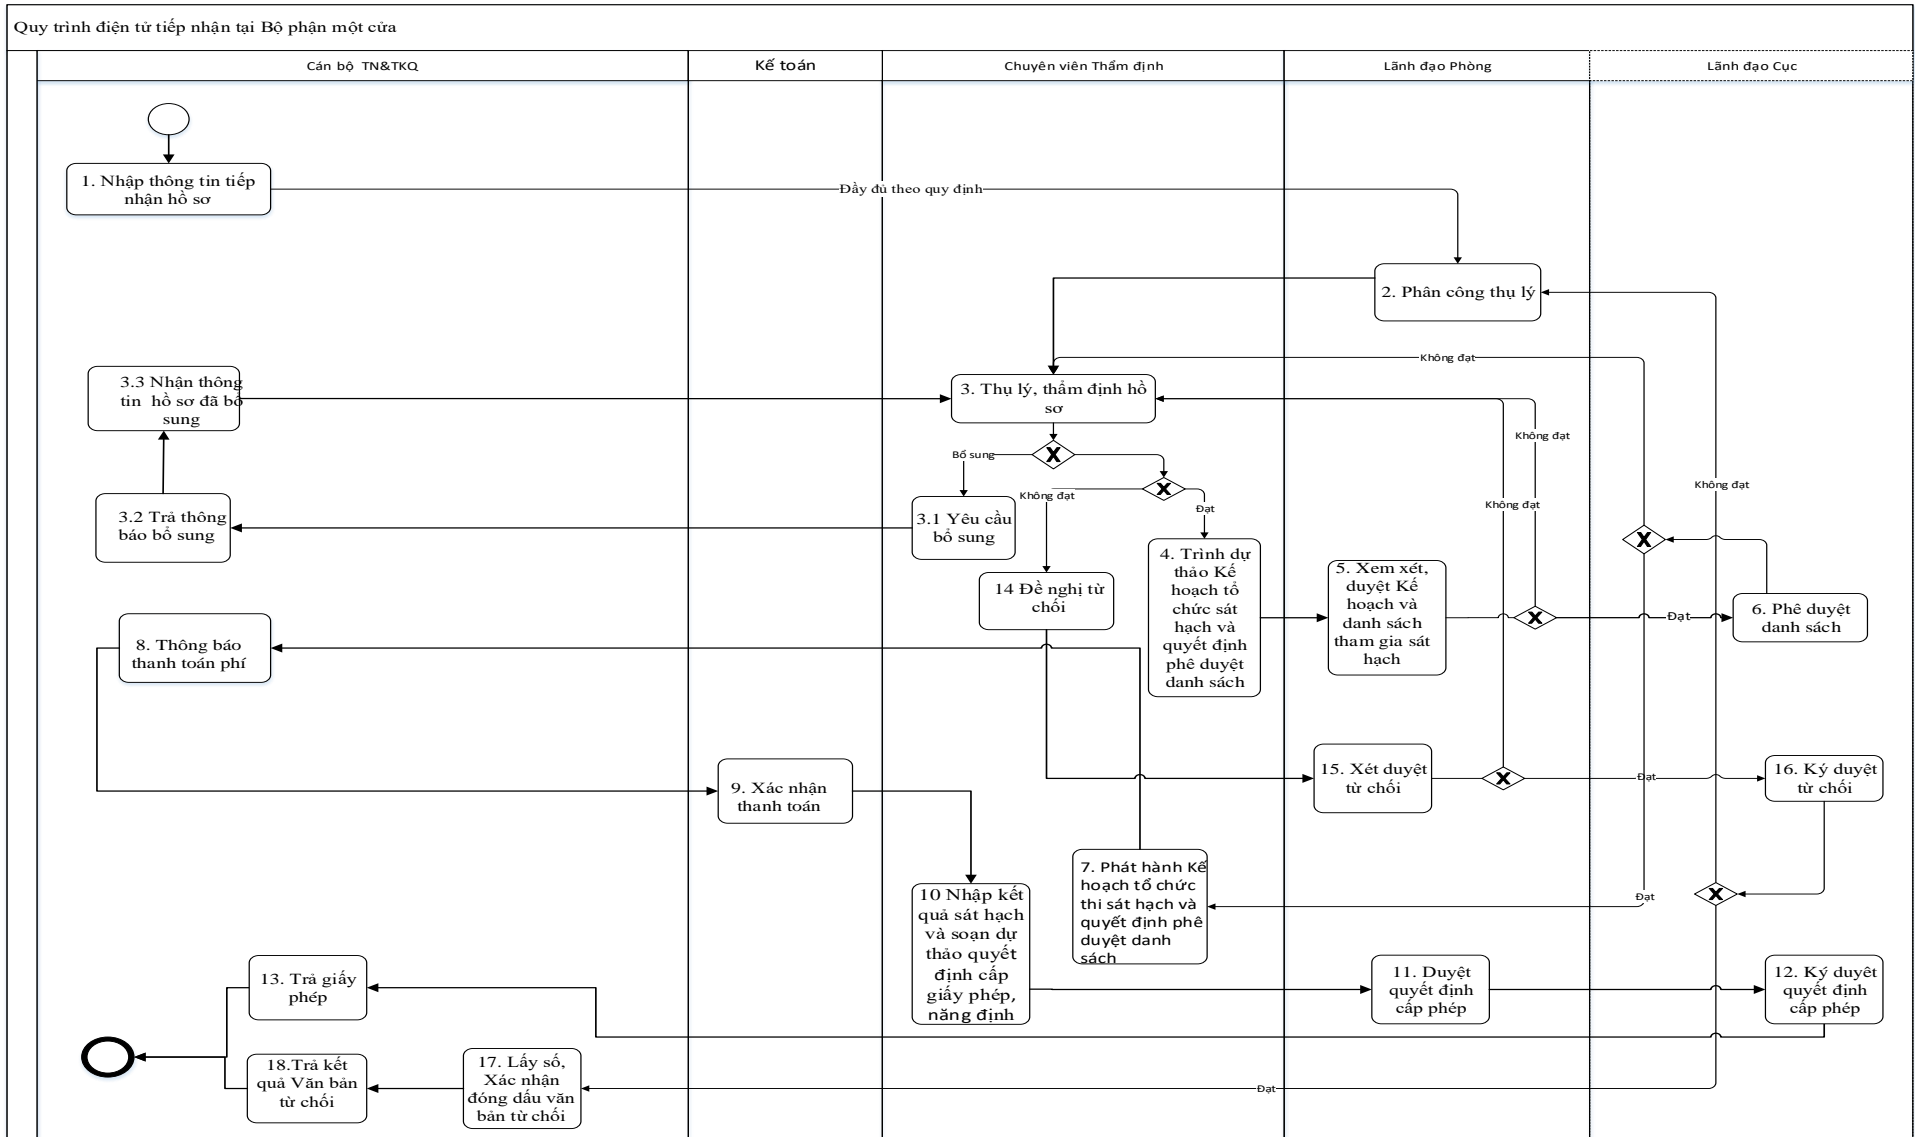 Quy trình điện tử tiếp nhận tại Bộ phận một cửa
Cán bộ TN&TKQ
Kế toán
Chuyên viên Thẩm định
Lãnh đạo Phòng
Lãnh đạo Cục
1. Nhập thông tin tiếp
nhận hồ sơ
Đầy đủ theo quy định
2. Phân công thụ lý
Không đạt
3.3 Nhận thông
tin hồ sơ đã bổ
sung
3. Thụ lý, thẩm định hồ
sơ
Không đạt
Bổ sung
X
X
Không đạt
Đạt
Không đạt
Không đạt
3.2 Trả thông
báo bổ sung
3.1 Yêu cầu
bổ sung
X
4. Trình dự
thảo Kế
hoạch tổ
chức sát
hạch và
quyết định
phê duyệt
danh sách
5. Xem xét,
duyệt Kế
hoạch và
danh sách
tham gia sát
hạch
14 Đề nghị từ
chối
X
Đạt
6. Phê duyệt
danh sách
8. Thông báo
thanh toán phí
9. Xác nhận
thanh toán
15. Xét duyệt
từ chối
X
Đạt
16. Ký duyệt
từ chối
7. Phát hành Kế
hoạch tổ chức
thi sát hạch và
quyết định phê
duyệt danh
sách
Đạt
X
10 Nhập kết
quả sát hạch
và soạn dự
thảo quyết
định cấp
giấy phép,
năng định
13. Trả giấy
phép
11. Duyệt
quyết định
cấp phép
12. Ký duyêt
quyết định
cấp phép
18.Trả kết
quả Văn bản
từ chối
17. Lấy số,
Xác nhận
đóng dấu văn
bản từ chối
Đạt